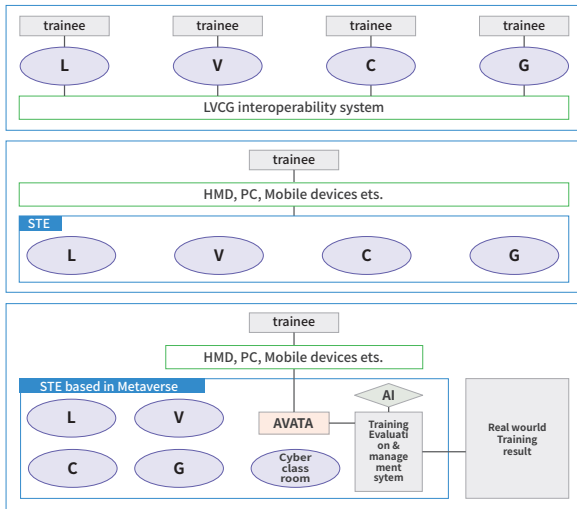 trainee
trainee
trainee
trainee
L
V
C
G
LVCG interoperability system
trainee
HMD, PC, Mobile devices ets.
STE
L
V
C
G
trainee
HMD, PC, Mobile devices ets.
STE based in Metaverse
L
V
C
G
AVATA
Cyber
class
room
AI
Training
Evaluati
on &
manage
ment
sytem
Real wourld
Training
result